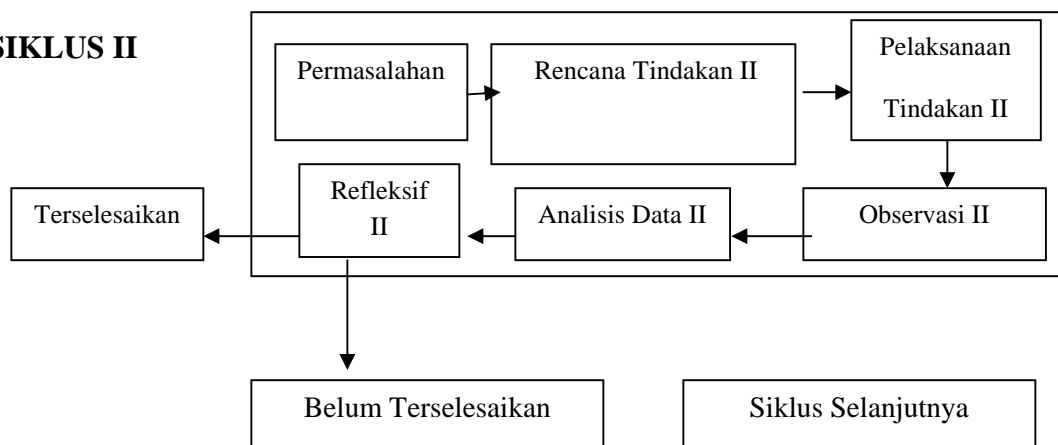 SIKLUS II
Permasalahan
Rencana Tindakan II
Pelaksanaan
Tindakan II
Terselesaikan
Refleksif
II
Analisis Data II
Observasi II
Belum Terselesaikan
Siklus Selanjutnya